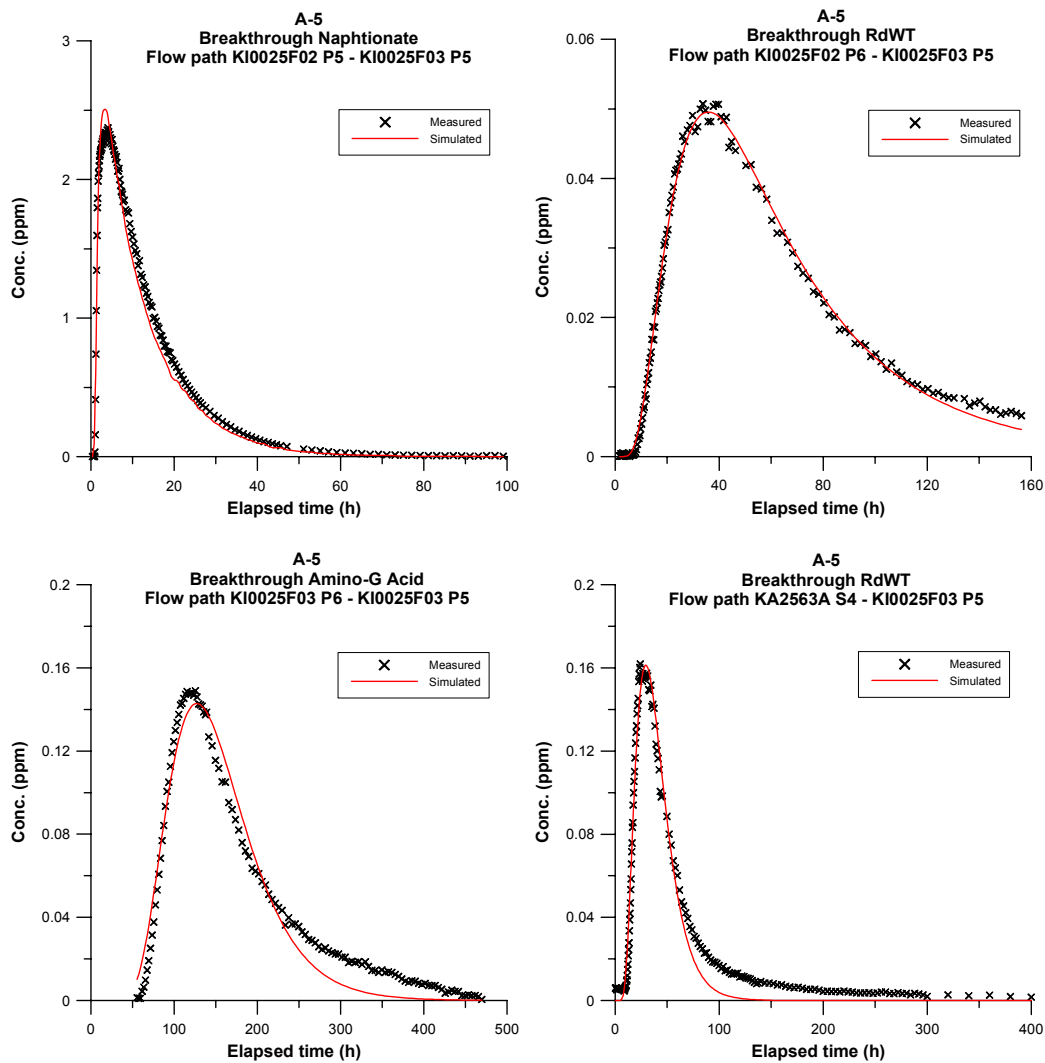 A-5
Breakthrough Naphtionate
Flow path KI0025F02 P5 - KI0025F03 P5
3
2
1
0
Conc. (ppm)
Measured
Simulated
0 20 40 60 80 100
Elapsed time (h)
A-5
Breakthrough RdWT
Flow path KI0025F02 P6 - KI0025F03 P5
0.06
0.04
0.02
0
Conc. (ppm)
Measured
Simulated
0 40 80 120 160
Elapsed time (h)
A-5
Breakthrough Amino-G Acid
Flow path KI0025F03 P6 - KI0025F03 P5
0.2
0.16
0.12
0.08
0.04
0
Conc. (ppm)
Measured
Simulated
0 100 200 300 400 500
Elapsed time (h)
A-5
Breakthrough RdWT
Flow path KA2563A S4 - KI0025F03 P5
0.2
0.16
0.12
0.08
0.04
0
Conc. (ppm)
Measured
Simulated
0 100 200 300 400
Elapsed time (h)